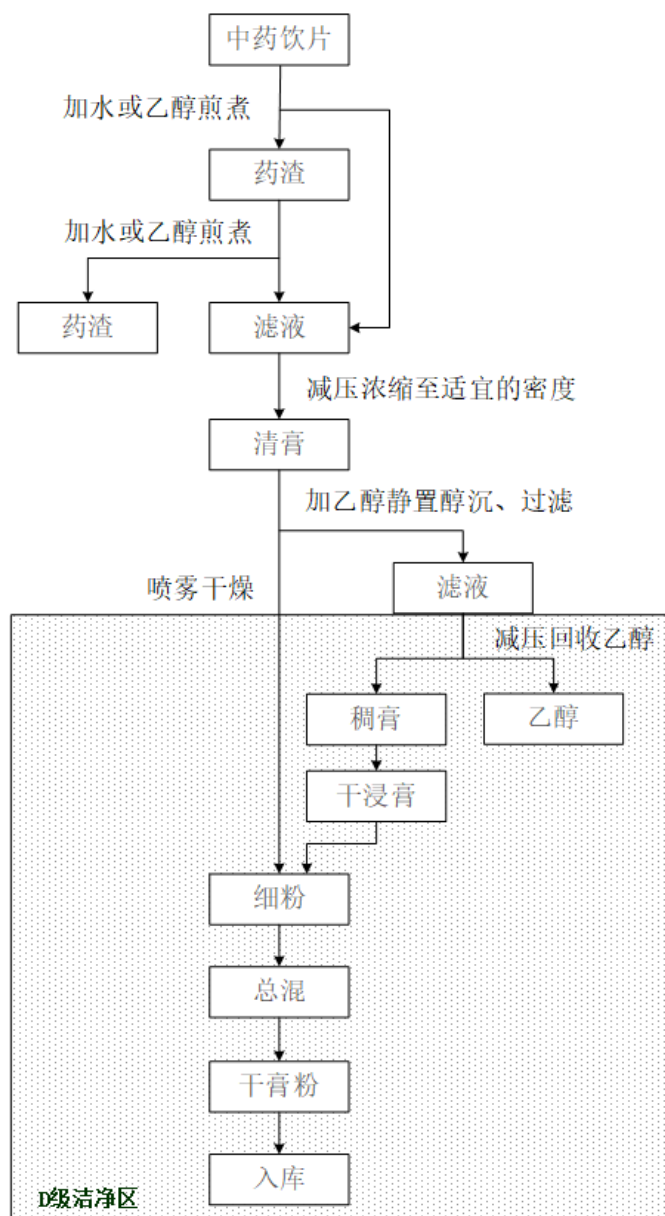 中药饮片
加水或乙醇煎煮
药渣
加水或乙醇煎煮
药渣
滤液
减压浓缩至适宜的密度
清膏
加乙醇静置醇沉、过滤
喷雾干燥
滤液
减压回收乙醇
稠膏
乙醇
干浸膏
细粉
总混
干膏粉
入库
D级洁净区